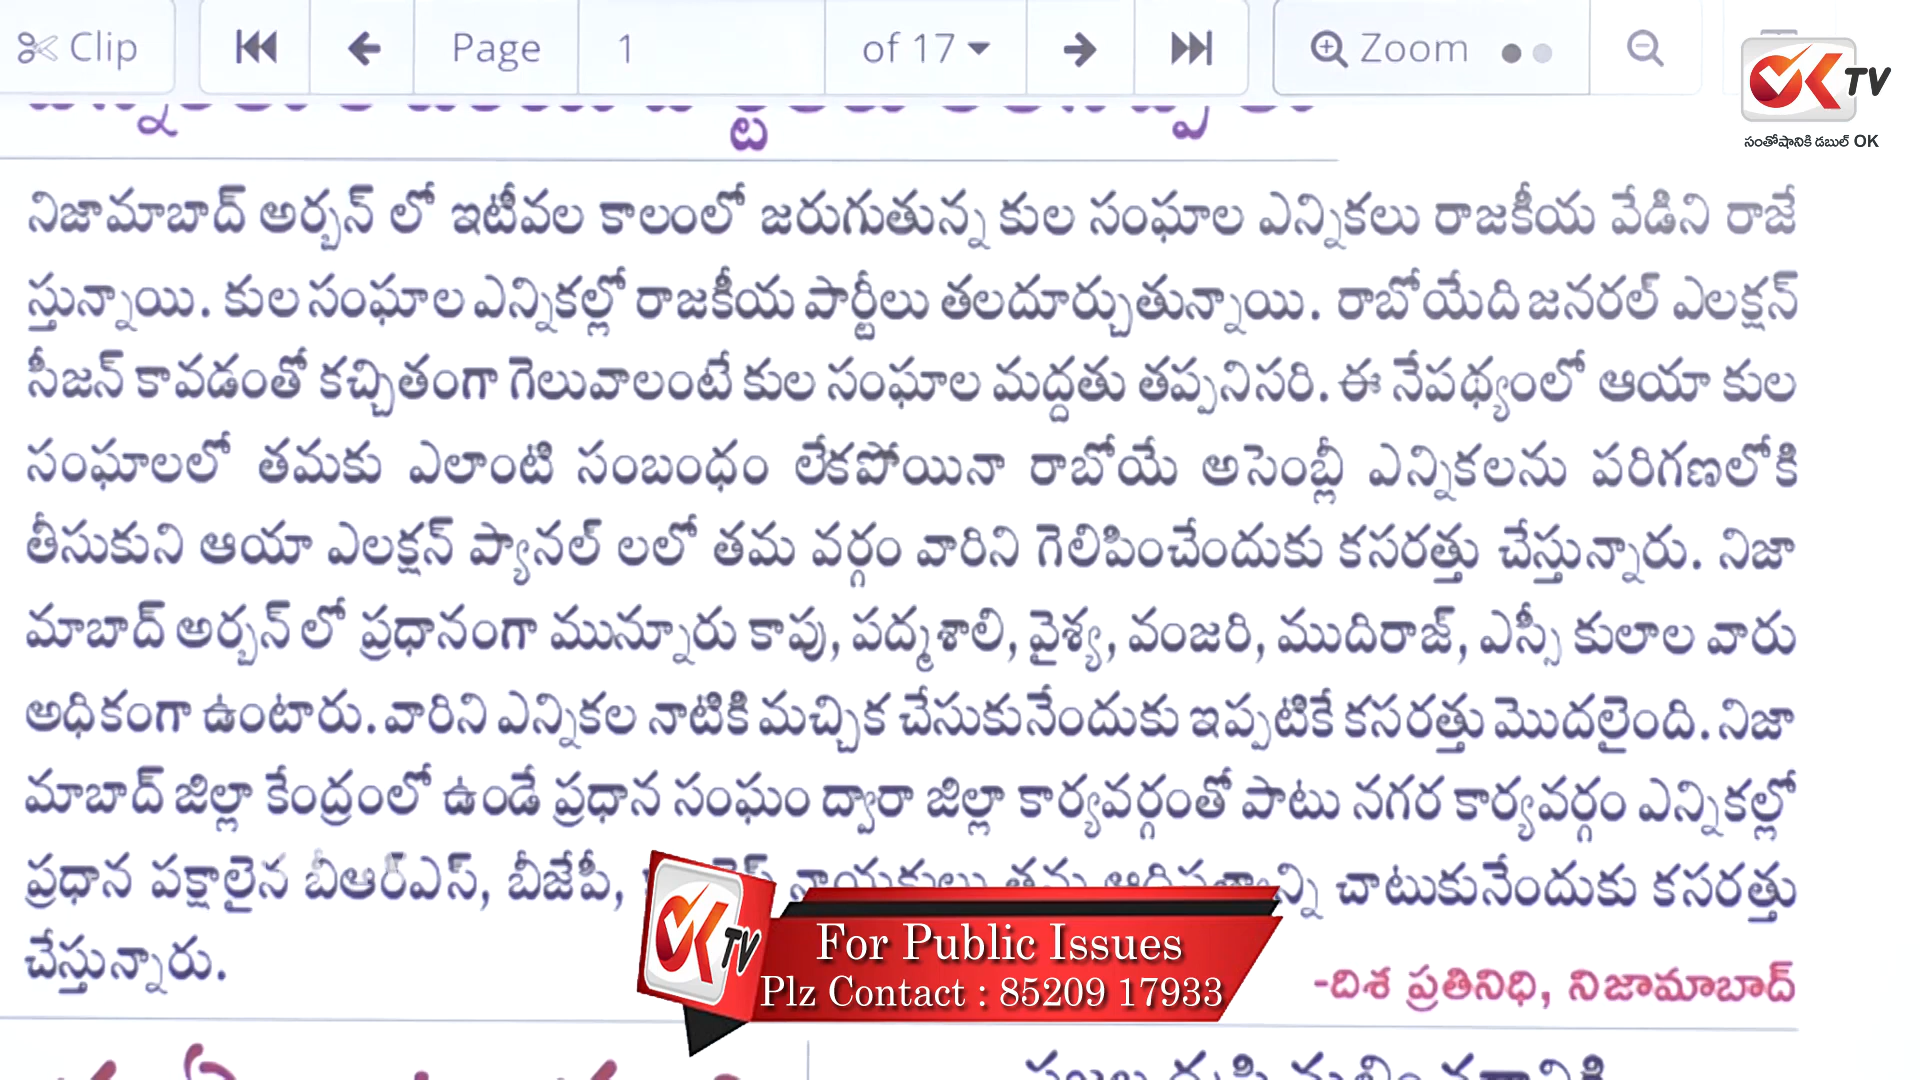 Clip Page 1 of 17 Zoom
OK TV
సంతోషానికి డబుల్ OK
నిజామాబాద్ అర్బన్ లో ఇటీవల కాలంలో జరుగుతున్న కుల సంఘాల ఎన్నికలు రాజకీయ వేడిని రాజే
స్తున్నాయి. కుల సంఘాల ఎన్నికల్లో రాజకీయ పార్టీలు తలదూర్చుతున్నాయి. రాబోయేది జనరల్ ఎలక్షన్
సీజన్ కావడంతో కచ్చితంగా గెలువాలంటే కుల సంఘాల మద్దతు తప్పనిసరి. ఈ నేపథ్యంలో ఆయా కుల
సంఘాలలో తమకు ఎలాంటి సంబంధం లేకపోయినా రాబోయే అసెంబ్లీ ఎన్నికలను పరిగణలోకి
తీసుకుని ఆయా ఎలక్షన్ ప్యానల్ లలో తమ వర్గం వారిని గెలిపించేందుకు కసరత్తు చేస్తున్నారు. నిజా
మాబాద్ అర్బన్ లో ప్రధానంగా మున్నూరు కాపు, పద్మశాలి, వైశ్య, వంజరి, ముదిరాజ్, ఎస్సీ కులాల వారు
అధికంగా ఉంటారు. వారిని ఎన్నికల నాటికి మచ్చిక చేసుకునేందుకు ఇప్పటికే కసరత్తు మొదలైంది. నిజా
మాబాద్ జిల్లా కేంద్రంలో ఉండే ప్రధాన సంఘం ద్వారా జిల్లా కార్యవర్గంతో పాటు నగర కార్యవర్గం ఎన్నికల్లో
ప్రధాన పక్షాలైన బీఆర్ఎస్, బీజేపీ, నాయకులు తమ చాటుకునేందుకు కసరత్తు
చేస్తున్నారు.
-దిశ ప్రతినిధి, నిజామాబాద్
OK TV
For Public Issues
Plz Contact : 85209 17933